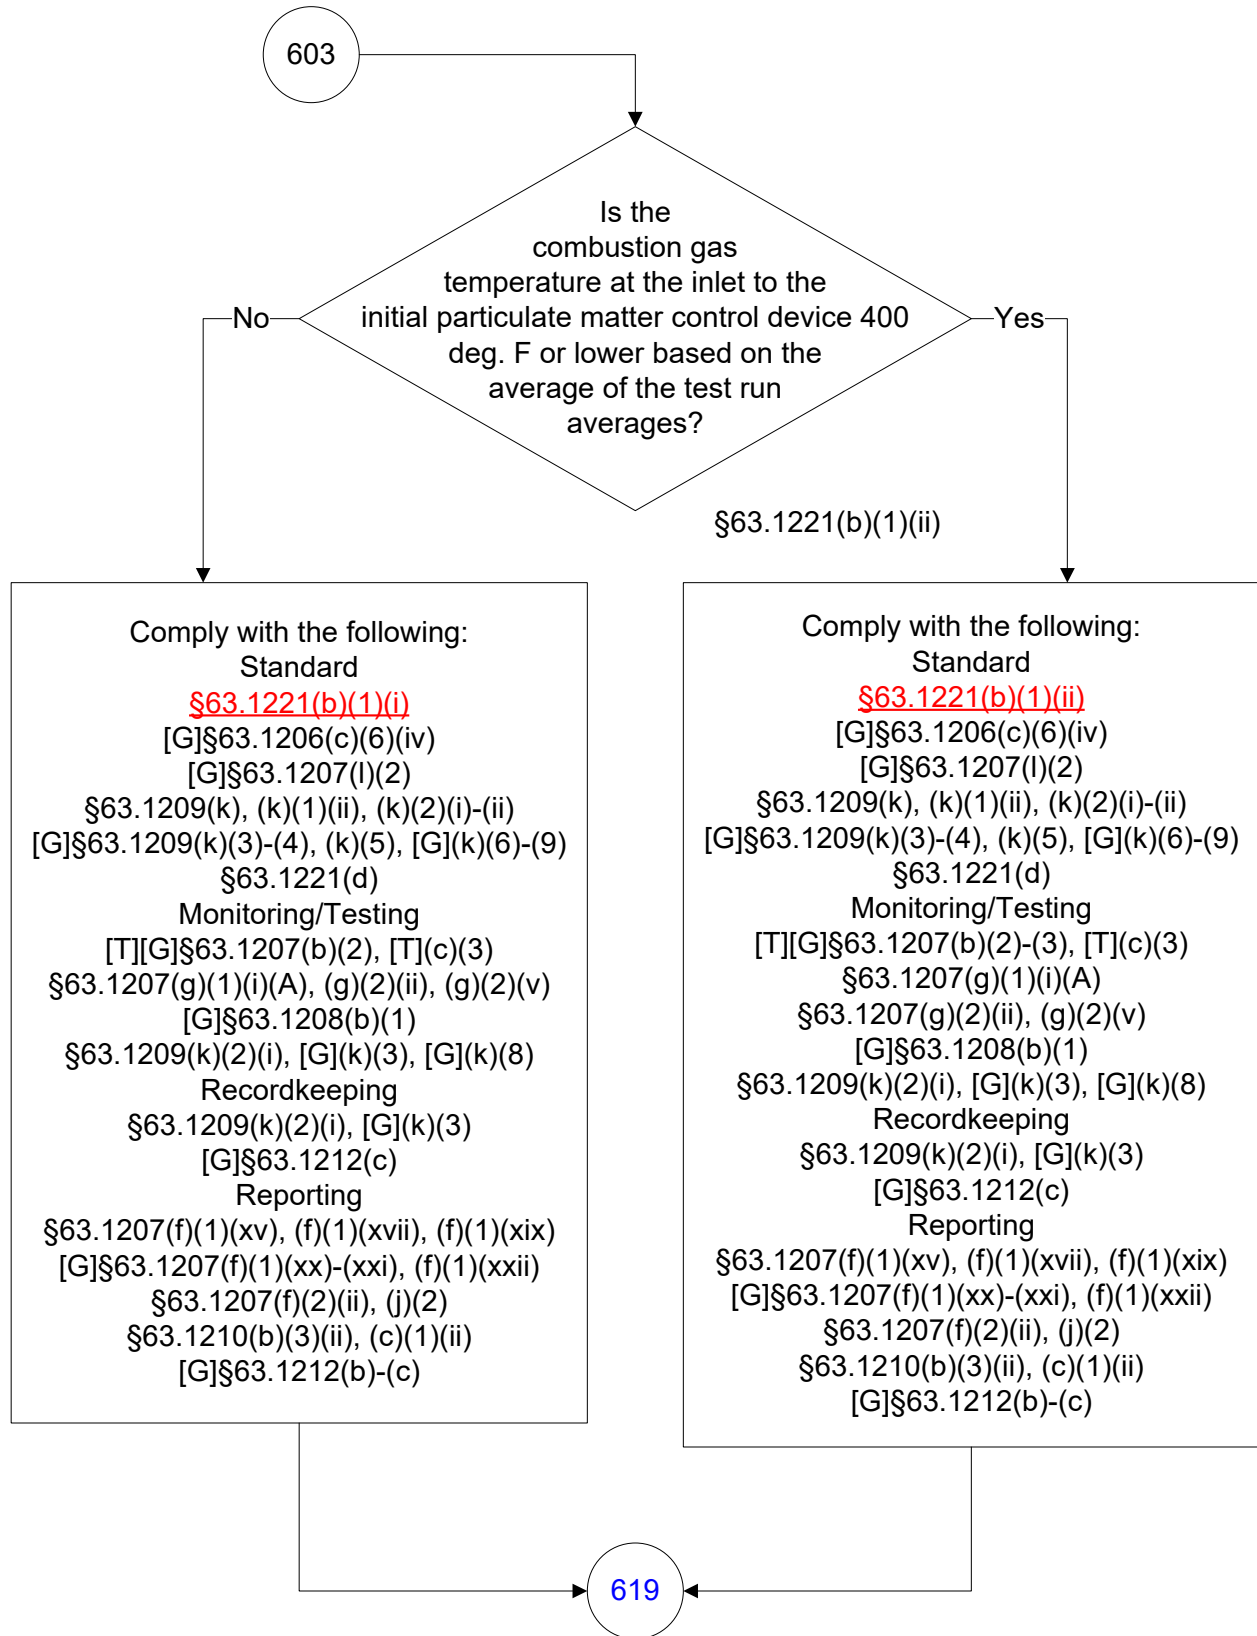 603
Is the
combustion gas
temperature at the inlet to the
initial particulate matter control device 400
deg. F or lower based on the
average of the test run
averages?
No
Yes
§63.1221(b)(1)(ii)
Comply with the following:
Standard
§63.1221(b)(1)(i)
[G]§63.1206(c)(6)(iv)
[G]§63.1207(l)(2)
§63.1209(k), (k)(1)(ii), (k)(2)(i)-(ii)
[G]§63.1209(k)(3)-(4), (k)(5), [G](k)(6)-(9)
§63.1221(d)
Monitoring/Testing
[T][G]§63.1207(b)(2), [T](c)(3)
§63.1207(g)(1)(i)(A), (g)(2)(ii), (g)(2)(v)
[G]§63.1208(b)(1)
§63.1209(k)(2)(i), [G](k)(3), [G](k)(8)
Recordkeeping
§63.1209(k)(2)(i), [G](k)(3)
[G]§63.1212(c)
Reporting
§63.1207(f)(1)(xv), (f)(1)(xvii), (f)(1)(xix)
[G]§63.1207(f)(1)(xx)-(xxi), (f)(1)(xxii)
§63.1207(f)(2)(ii), (j)(2)
§63.1210(b)(3)(ii), (c)(1)(ii)
[G]§63.1212(b)-(c)
Comply with the following:
Standard
§63.1221(b)(1)(ii)
[G]§63.1206(c)(6)(iv)
[G]§63.1207(l)(2)
§63.1209(k), (k)(1)(ii), (k)(2)(i)-(ii)
[G]§63.1209(k)(3)-(4), (k)(5), [G](k)(6)-(9)
§63.1221(d)
Monitoring/Testing
[T][G]§63.1207(b)(2)-(3), [T](c)(3)
§63.1207(g)(1)(i)(A)
§63.1207(g)(2)(ii), (g)(2)(v)
[G]§63.1208(b)(1)
§63.1209(k)(2)(i), [G](k)(3), [G](k)(8)
Recordkeeping
§63.1209(k)(2)(i), [G](k)(3)
[G]§63.1212(c)
Reporting
§63.1207(f)(1)(xv), (f)(1)(xvii), (f)(1)(xix)
[G]§63.1207(f)(1)(xx)-(xxi), (f)(1)(xxii)
§63.1207(f)(2)(ii), (j)(2)
§63.1210(b)(3)(ii), (c)(1)(ii)
[G]§63.1212(b)-(c)
619